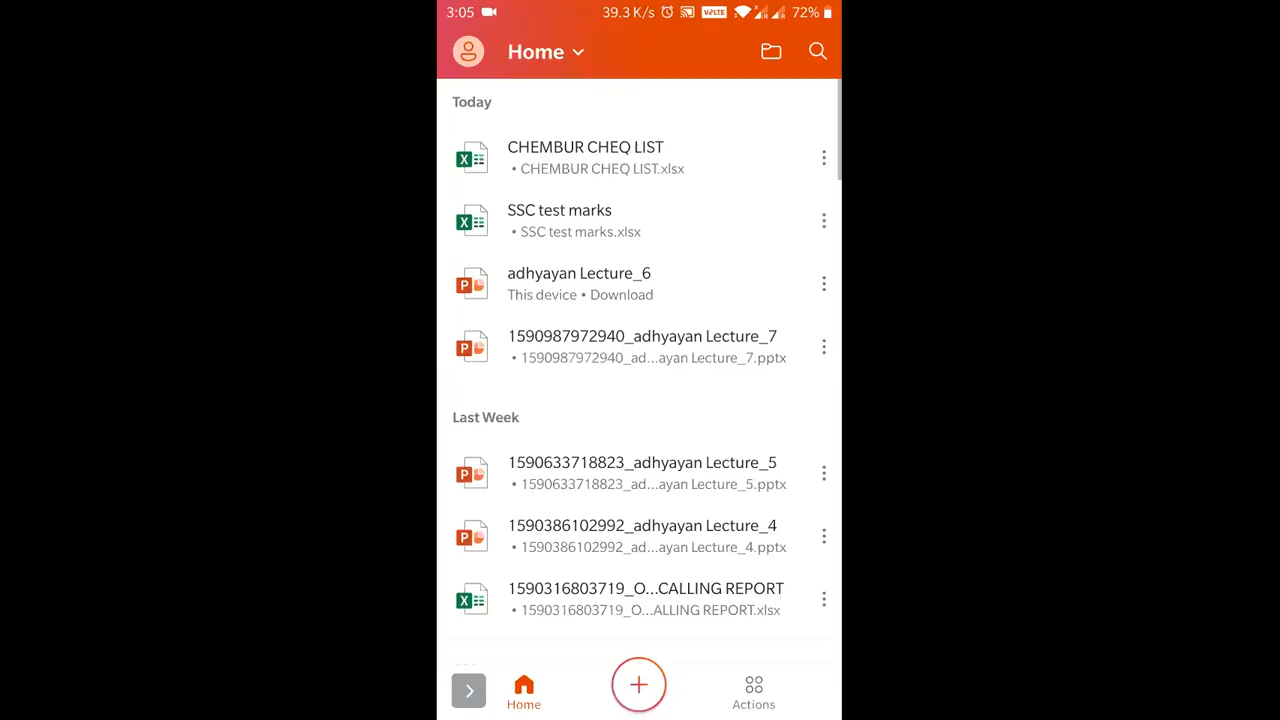 3:05 39.3 K/s VoLTE 72%
Home
Today
CHEMBUR CHEQ LIST
• CHEMBUR CHEQ LIST.xlsx
SSC test marks
• SSC test marks.xlsx
adhyayan Lecture_6
This device • Download
1590987972940_adhyayan Lecture_7
• 1590987972940_ad...ayan Lecture_7.pptx
Last Week
1590633718823_adhyayan Lecture_5
• 1590633718823_ad...ayan Lecture_5.pptx
1590386102992_adhyayan Lecture_4
• 1590386102992_ad...ayan Lecture_4.pptx
1590316803719_O...CALLING REPORT
• 1590316803719_O...ALLING REPORT.xlsx
Home
Actions